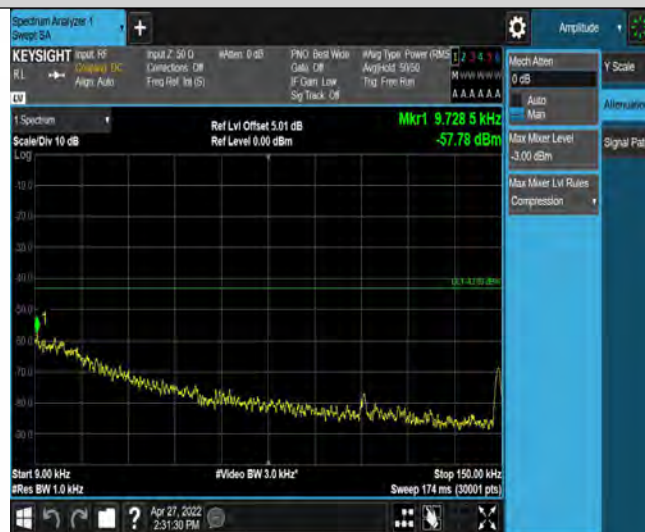 Spectrum Analyzer 1
Swept SA
+
Amplitude
KEYSIGHT
Input: RF
Input Z: 50 Ω
#Atten: 0 dB
PNO: Best Wide
#Avg Type: Power (RMS
1 2 3 4 5 6
RL
Coupling: DC
Corrections: Off
Gate: Off
Avg|Hold: 50/50
M W W W W W
Align: Auto
Freq Ref: Int (S)
IF Gain: Low
Trig: Free Run
Sig Track: Off
A A A A A A
LV
1 Spectrum
Scale/Div 10 dB
Log
Ref Lvl Offset 5.01 dB
Ref Level 0.00 dBm
Mkr1 9.728 5 kHz
-57.78 dBm
-10.0
-20.0
-30.0
-40.0
-50.0
-60.0
-70.0
-80.0
-90.0
1
Start 9.00 kHz
#Res BW 1.0 kHz
#Video BW 3.0 kHz*
Stop 150.00 kHz
Sweep 174 ms (30001 pts)
Mech Atten
0 dB
Auto
Man
Max Mixer Level
-3.00 dBm
Max Mixer Lvl Rules
Compression
Y Scale
Attenuation
Signal Pat
?
Apr 27, 2022
2:31:30 PM